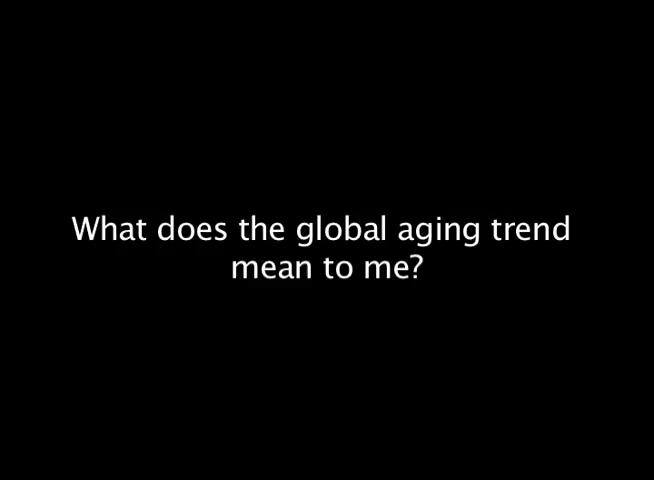 What does the global aging trend
mean to me?